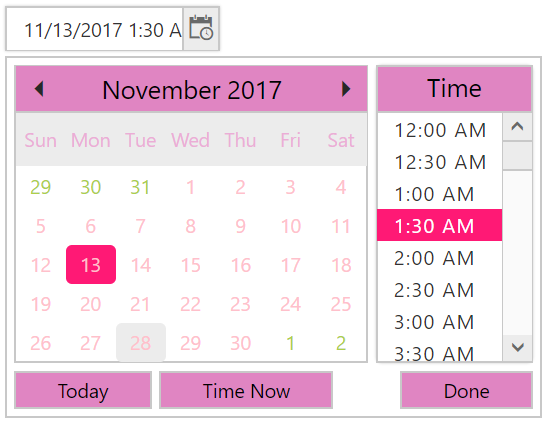 11/13/2017 1:30 A
November 2017
Time
Sun Mon Tue Wed Thu Fri Sat
29 30 31 1 2 3 4
5 6 7 8 9 10 11
12 13 14 15 16 17 18
19 20 21 22 23 24 25
26 27 28 29 30 1 2
12:00 AM
12:30 AM
1:00 AM
1:30 AM
2:00 AM
2:30 AM
3:00 AM
3:30 AM
Today
Time Now
Done